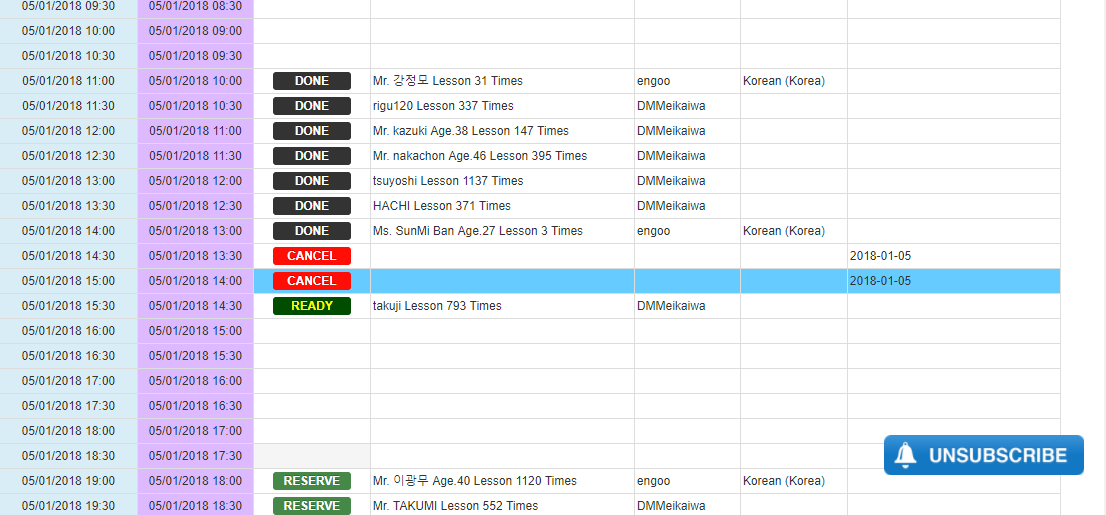 05/01/2018 09:30 05/01/2018 08:30
05/01/2018 10:00 05/01/2018 09:00
05/01/2018 10:30 05/01/2018 09:30
05/01/2018 11:00 05/01/2018 10:00 DONE Mr. 강정모 Lesson 31 Times engoo Korean (Korea)
05/01/2018 11:30 05/01/2018 10:30 DONE rigu120 Lesson 337 Times DMMeikaiwa
05/01/2018 12:00 05/01/2018 11:00 DONE Mr. kazuki Age.38 Lesson 147 Times DMMeikaiwa
05/01/2018 12:30 05/01/2018 11:30 DONE Mr. nakachon Age.46 Lesson 395 Times DMMeikaiwa
05/01/2018 13:00 05/01/2018 12:00 DONE tsuyoshi Lesson 1137 Times DMMeikaiwa
05/01/2018 13:30 05/01/2018 12:30 DONE HACHI Lesson 371 Times DMMeikaiwa
05/01/2018 14:00 05/01/2018 13:00 DONE Ms. SunMi Ban Age.27 Lesson 3 Times engoo Korean (Korea)
05/01/2018 14:30 05/01/2018 13:30 CANCEL 2018-01-05
05/01/2018 15:00 05/01/2018 14:00 CANCEL 2018-01-05
05/01/2018 15:30 05/01/2018 14:30 READY takuji Lesson 793 Times DMMeikaiwa
05/01/2018 16:00 05/01/2018 15:00
05/01/2018 16:30 05/01/2018 15:30
05/01/2018 17:00 05/01/2018 16:00
05/01/2018 17:30 05/01/2018 16:30
05/01/2018 18:00 05/01/2018 17:00
05/01/2018 18:30 05/01/2018 17:30
UNSUBSCRIBE
05/01/2018 19:00 05/01/2018 18:00 RESERVE Mr. 이광무 Age.40 Lesson 1120 Times engoo Korean (Korea)
05/01/2018 19:30 05/01/2018 18:30 RESERVE Mr. TAKUMI Lesson 552 Times DMMeikaiwa